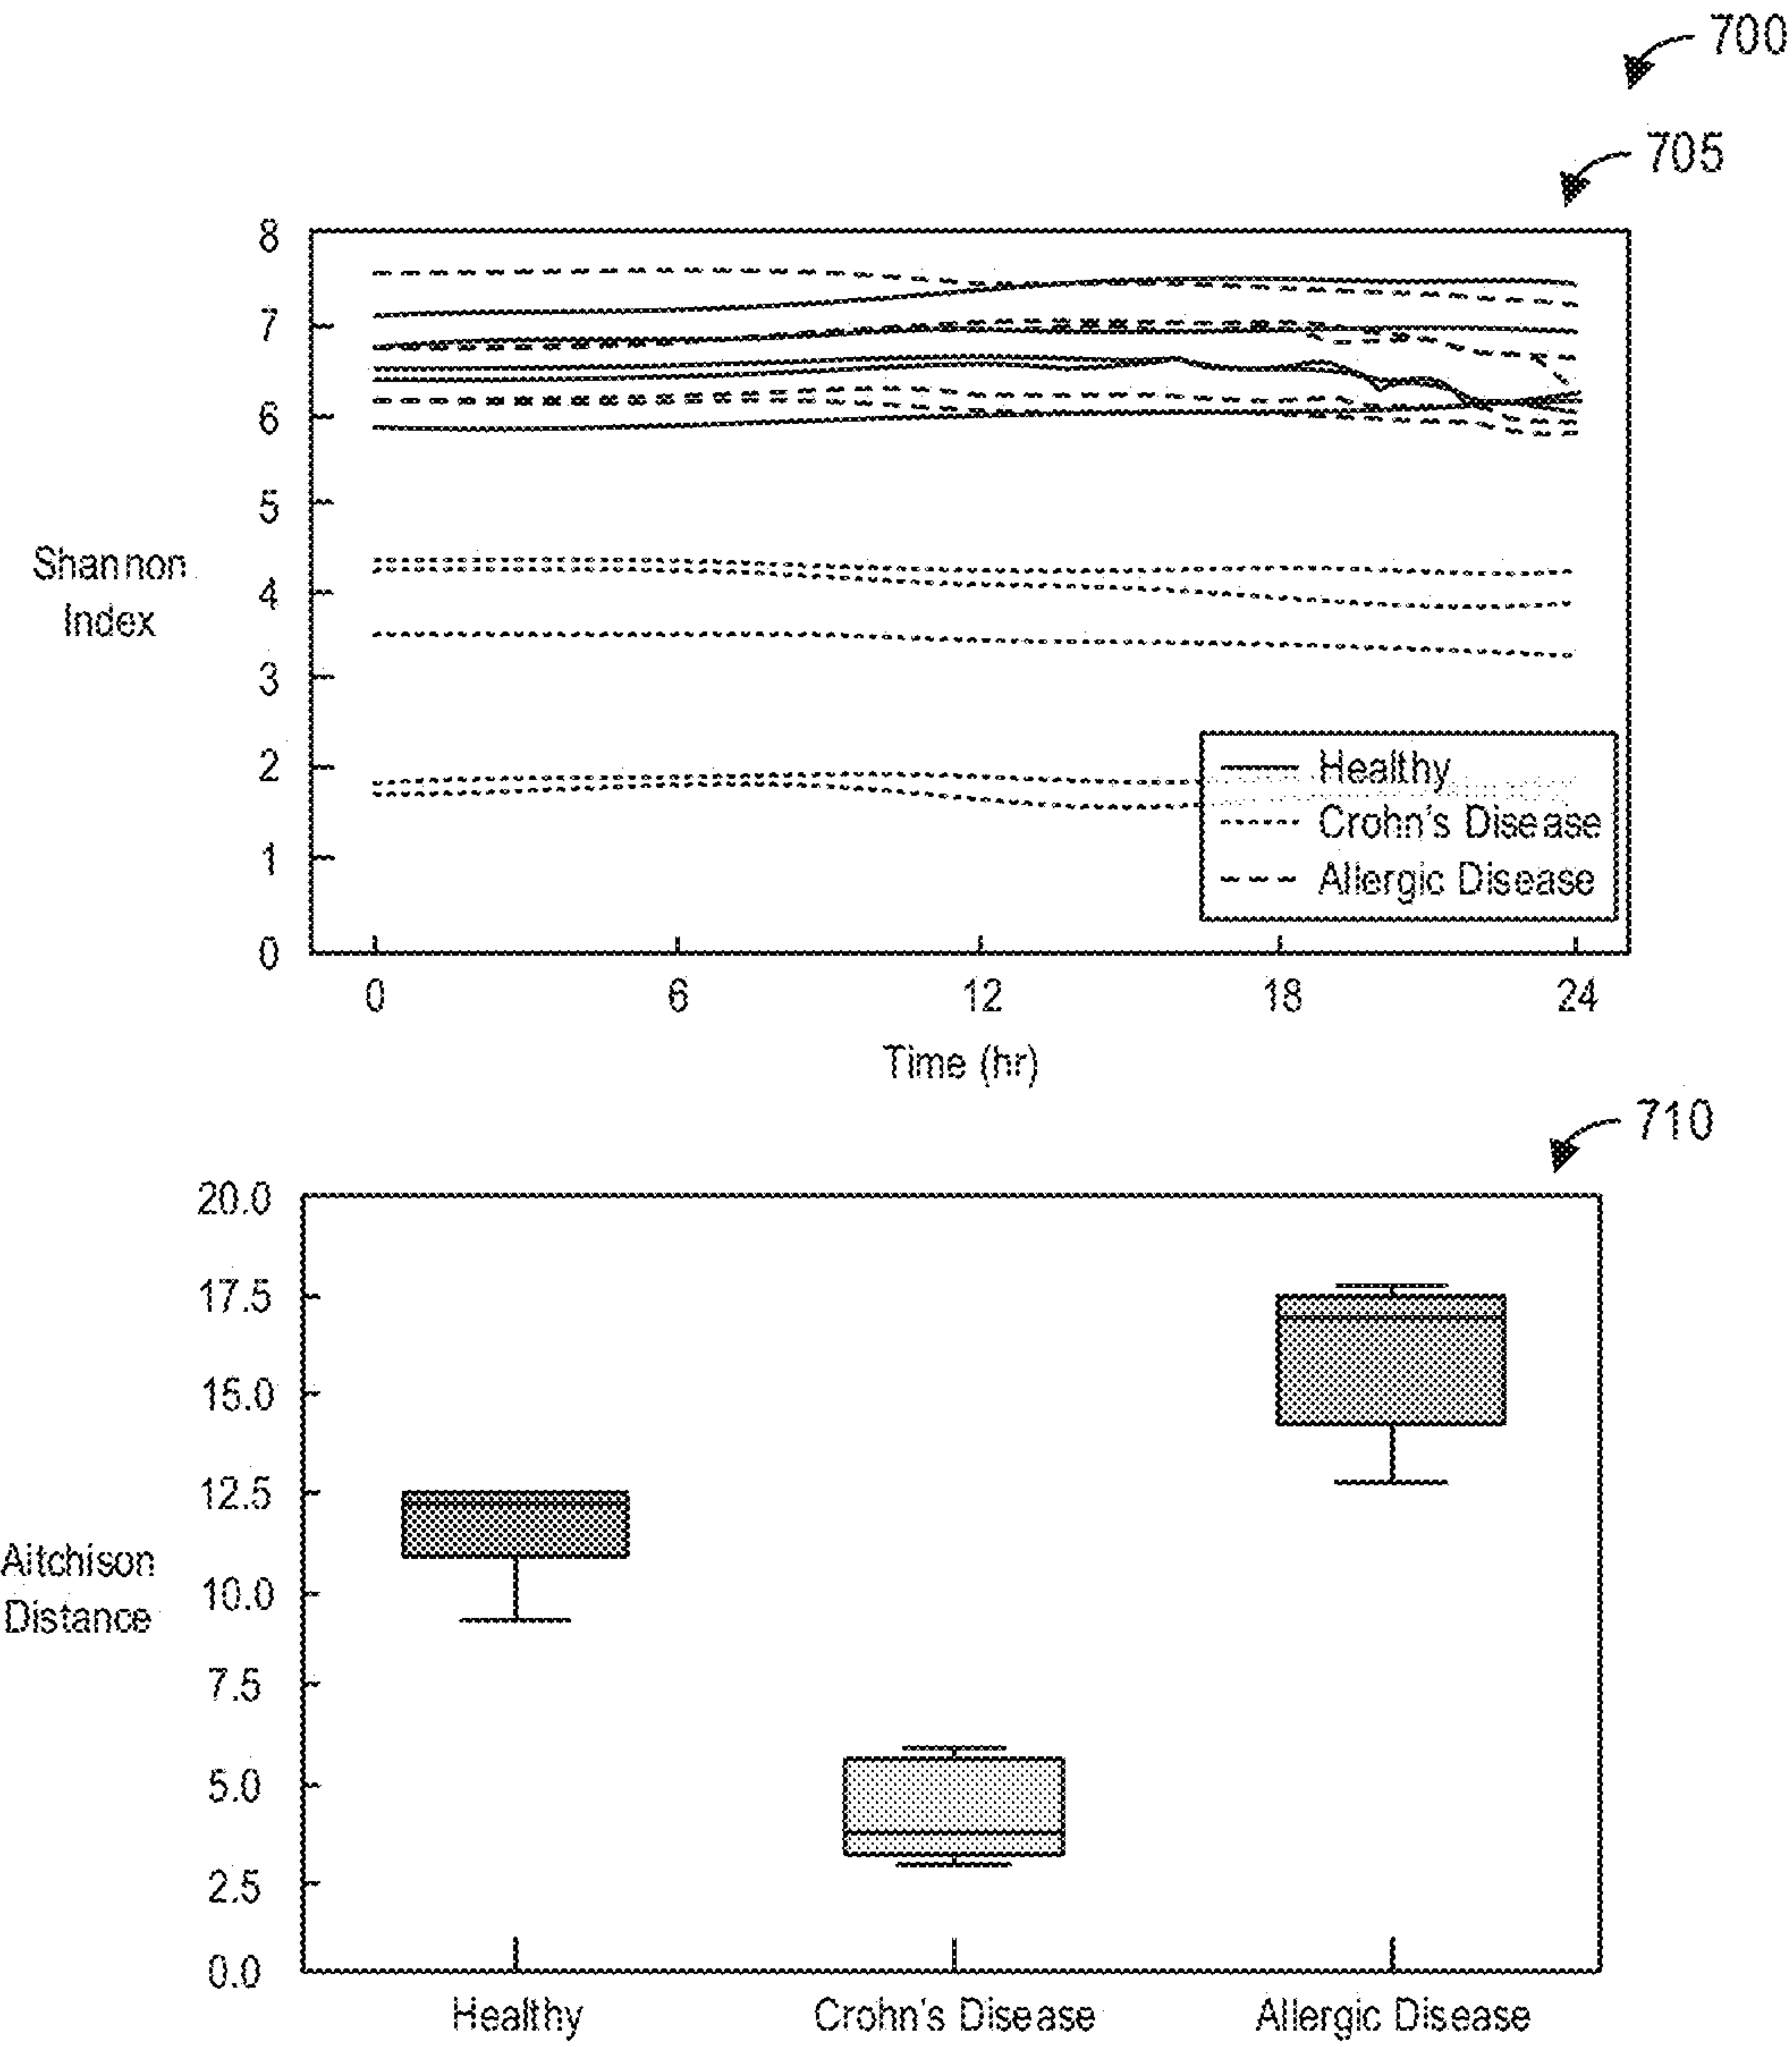 700
705
8
7
6
5
4
3
2
1
0
Shannon
Index
Healthy
Crohn's Disease
Allergic Disease
0 6 12 18 24
Time (hr)
710
20.0
17.5
15.0
12.5
10.0
7.5
5.0
2.5
0.0
Aitchison
Distance
Healthy Crohn's Disease Allergic Disease